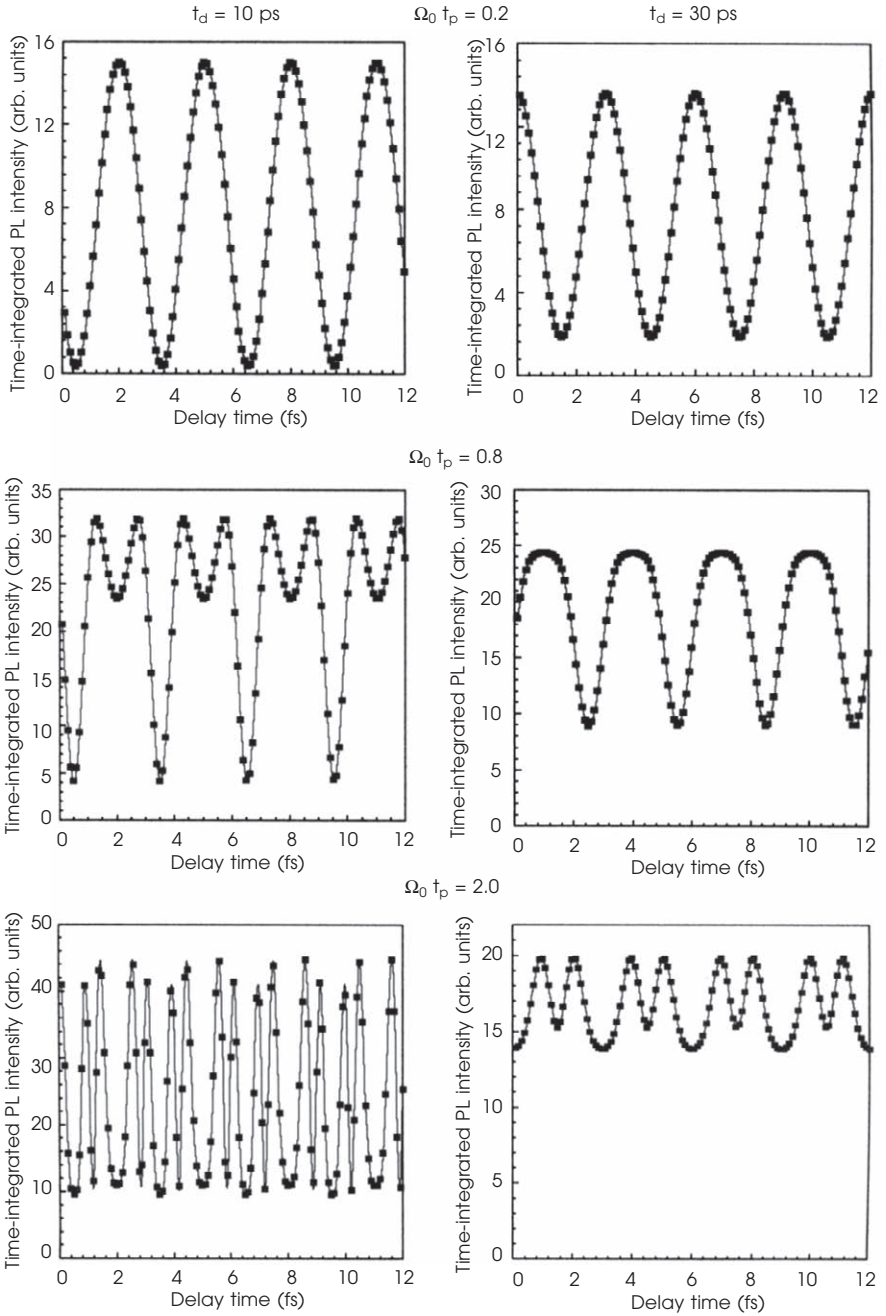 t_d = 10 ps
Ω_0 t_p = 0.2
t_d = 30 ps
Time-integrated PL intensity (arb. units)
16
12
8
4
0
0 2 4 6 8 10 12
Delay time (fs)
Time-integrated PL intensity (arb. units)
16
12
8
4
0
0 2 4 6 8 10 12
Delay time (fs)
Ω_0 t_p = 0.8
Time-integrated PL intensity (arb. units)
35
30
25
20
15
10
5
0
0 2 4 6 8 10 12
Delay time (fs)
Time-integrated PL intensity (arb. units)
30
25
20
15
10
5
0
0 2 4 6 8 10 12
Delay time (fs)
Ω_0 t_p = 2.0
Time-integrated PL intensity (arb. units)
50
40
30
20
10
0
0 2 4 6 8 10 12
Delay time (fs)
Time-integrated PL intensity (arb. units)
20
15
10
5
0
0 2 4 6 8 10 12
Delay time (fs)